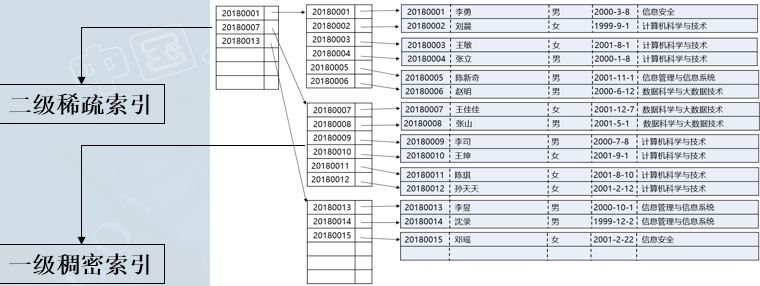 二级稀疏索引
一级稠密索引
20180001
20180007
20180013
20180001
20180002
20180003
20180004
20180005
20180006
20180007
20180008
20180009
20180010
20180011
20180012
20180013
20180014
20180015
20180001 李勇 男 2000-3-8 信息安全
20180002 刘晨 女 1999-9-1 计算机科学与技术
20180003 王敏 女 2001-8-1 计算机科学与技术
20180004 张立 男 2000-1-8 计算机科学与技术
20180005 陈新奇 男 2001-11-1 信息管理与信息系统
20180006 赵明 男 2000-6-12 数据科学与大数据技术
20180007 王佳佳 女 2001-12-7 数据科学与大数据技术
20180008 张山 男 2001-5-1 数据科学与大数据技术
20180009 李司 男 2000-7-8 计算机科学与技术
20180010 王坤 女 2001-9-1 计算机科学与技术
20180011 陈琪 女 2001-8-10 计算机科学与技术
20180012 孙天天 女 2001-2-12 计算机科学与技术
20180013 李昱 男 2000-10-1 信息管理与信息系统
20180014 沈录 男 1999-12-2 信息管理与信息系统
20180015 邓瑶 女 2001-2-22 信息安全